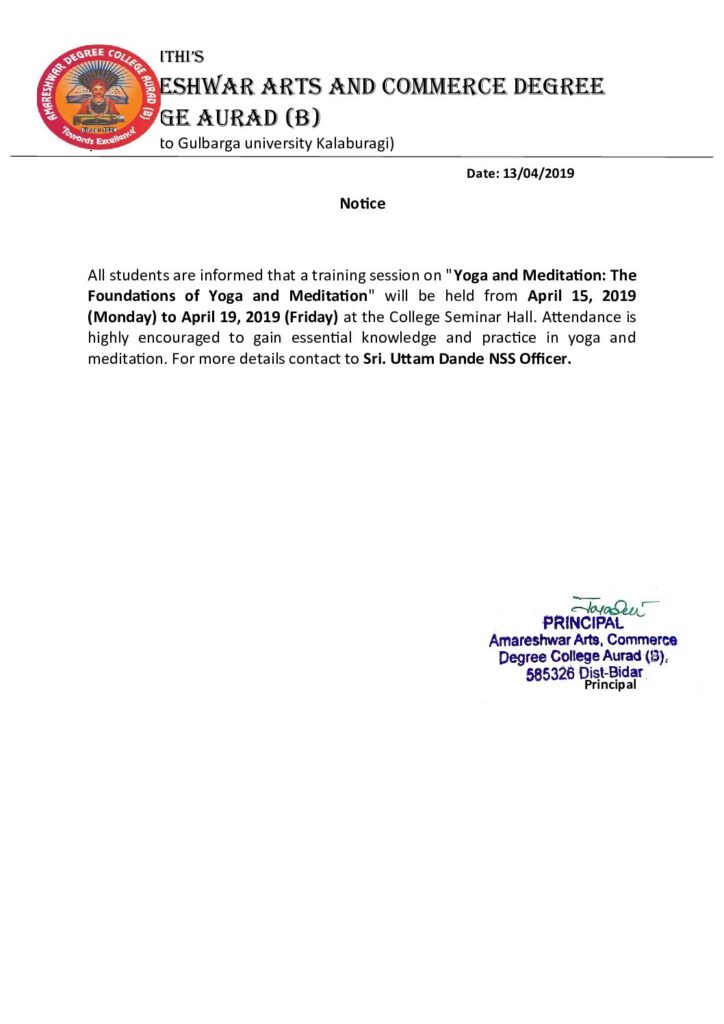 ITHI'S
ESHWAR ARTS AND COMMERCE DEGREE
GE AURAD (B)
to Gulbarga university Kalaburagi)
AMARESHWAR DEGREE COLLEGE AURAD (B)
"Towards Excellence"
Date: 13/04/2019
Notice
All students are informed that a training session on "Yoga and Meditation: The
Foundations of Yoga and Meditation" will be held from April 15, 2019
(Monday) to April 19, 2019 (Friday) at the College Seminar Hall. Attendance is
highly encouraged to gain essential knowledge and practice in yoga and
meditation. For more details contact to Sri. Uttam Dande NSS Officer.
PRINCIPAL
Amareshwar Arts, Commerce
Degree College Aurad (B),
585326 Dist-Bidar
Principal